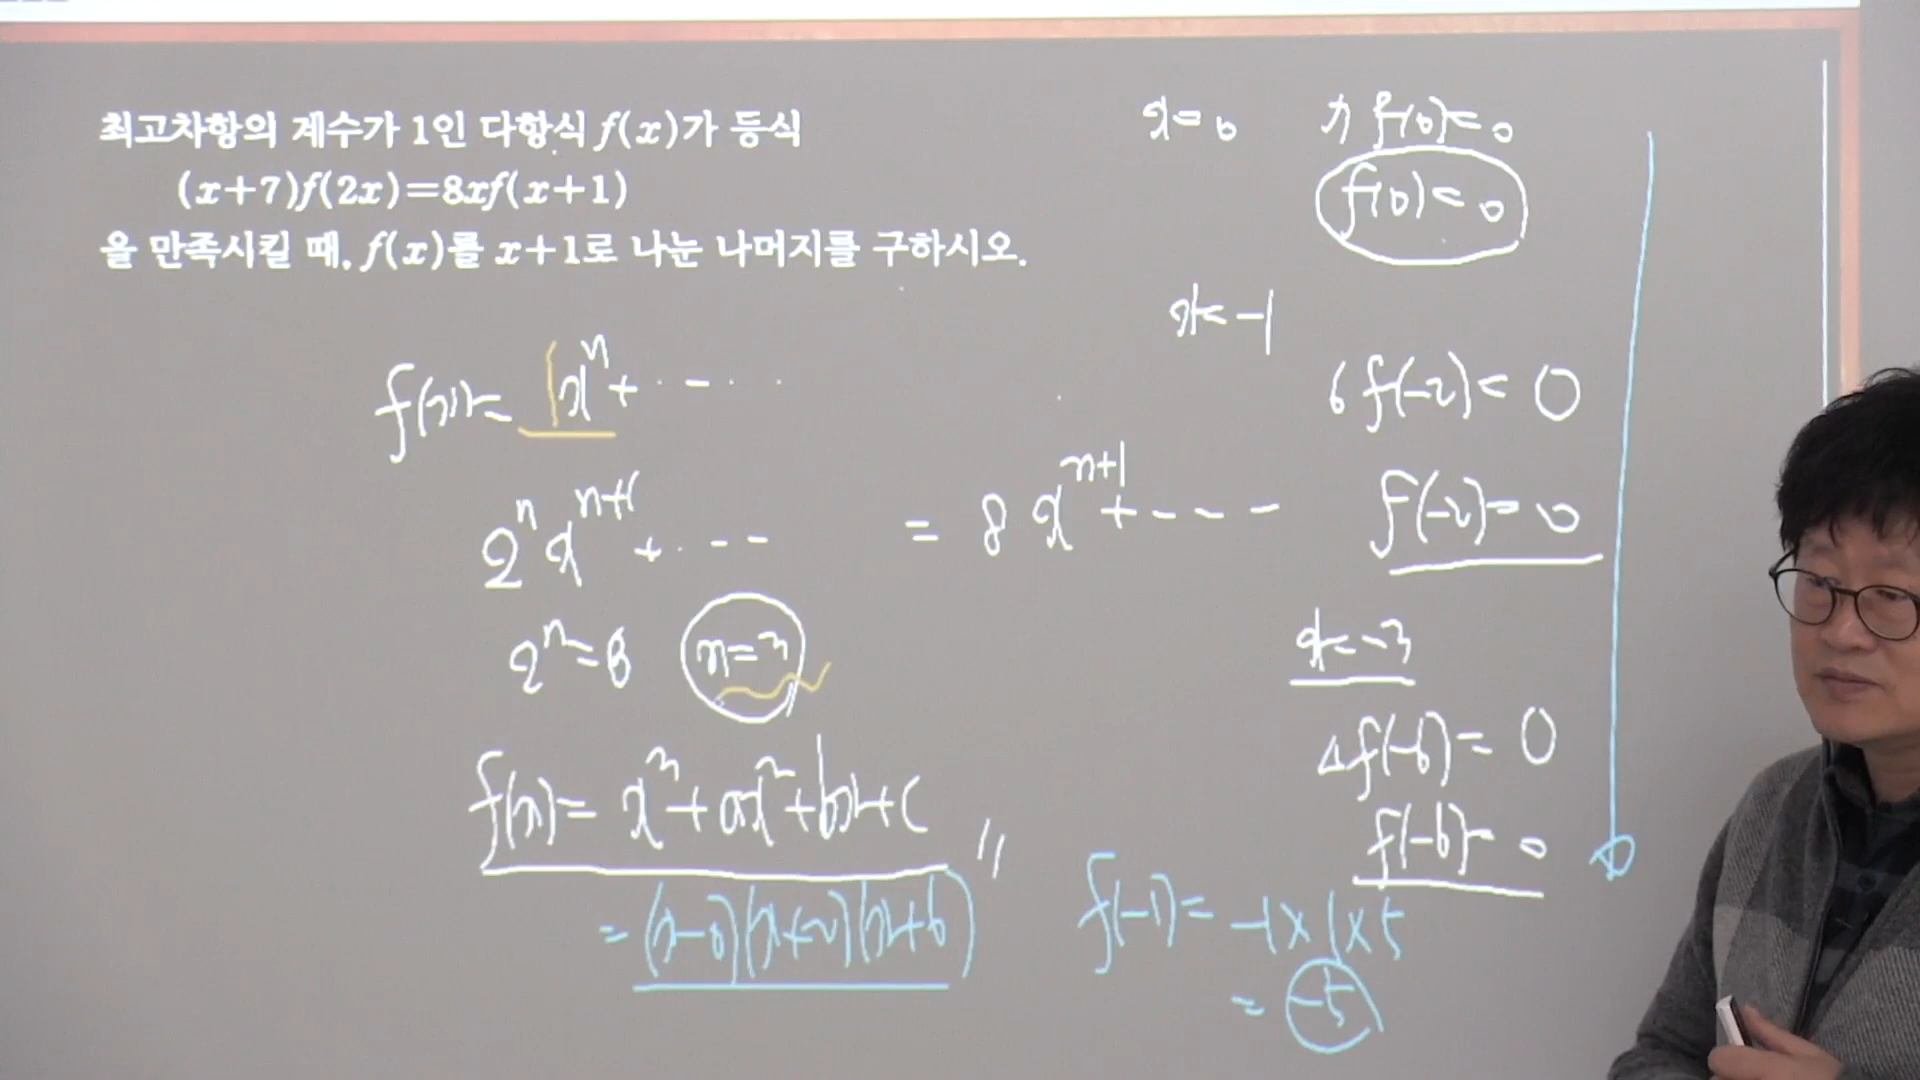 최고차항의 계수가 1인 다항식 f(x)가 등식
(x+7)f(2x)=8xf(x+1)
을 만족시킬 때, f(x)를 x+1로 나눈 나머지를 구하시오.
f(x)= 1x^n+ ·-··
2^n x^{n+1} +·-- = 8 x^{n+1}+---
2^n=8 n=3
f(x)= x^3+ax^2+bx+c
=(x-0)(x+2)(x+6)
x=0 7f(0)=0
f(0)=0
x=-1
6f(-2)=0
f(-2)=0
x=-3
4f(-6)=0
f(-6)=0
f(-1)= -1×1×5
= -5